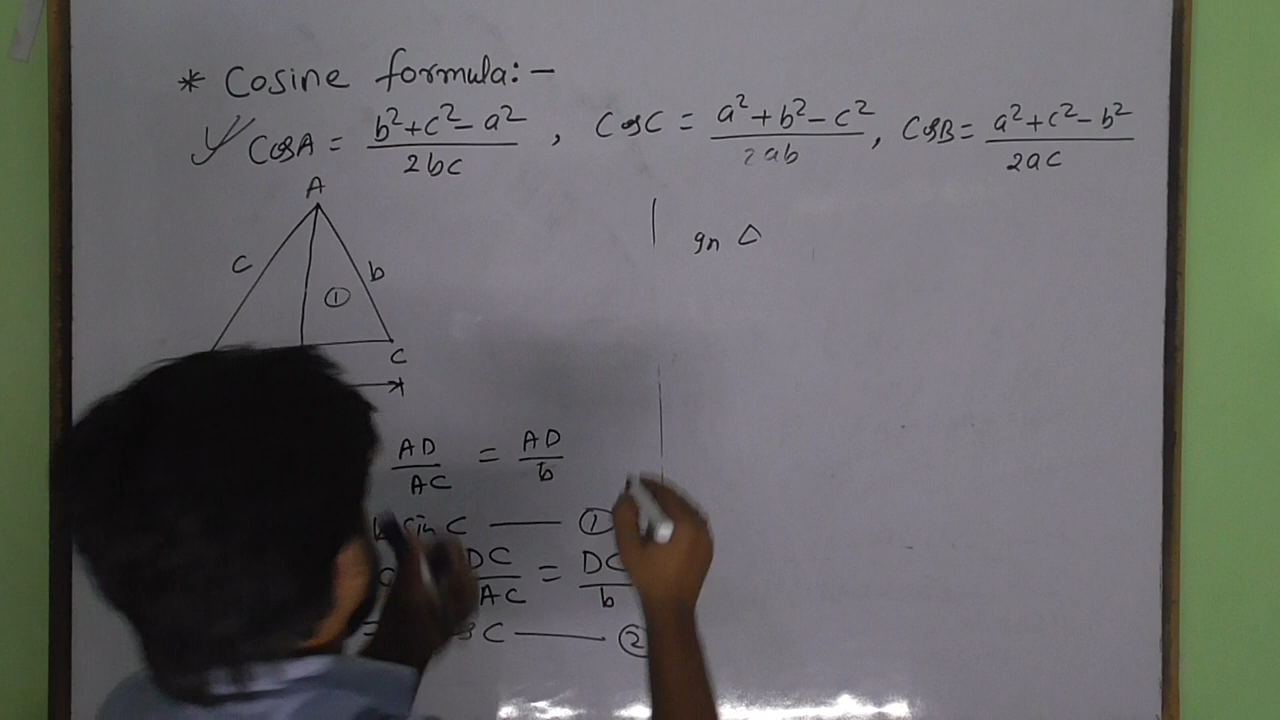 * Cosine formula:-
CosA = b²+c²-a² / 2bc , CosC = a²+b²-c² / 2ab , CosB = a²+c²-b² / 2ac
A
gn △
c b
①
C
AD / AC = AD / b
b sin C —— ①
DC / AC = DC / b
= C —— ②